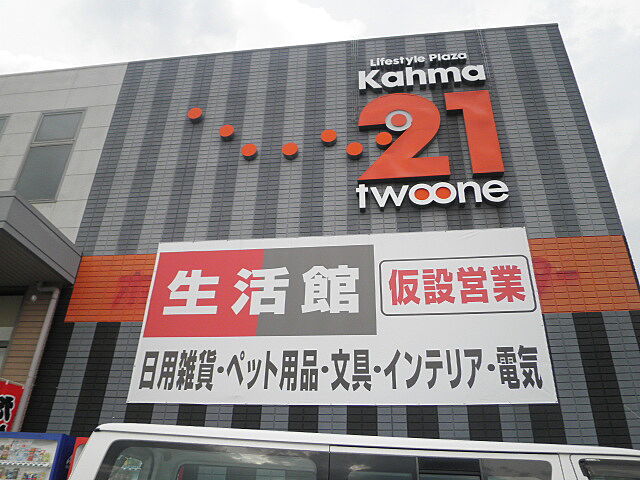 Lifestyle Plaza
Kahma
21
twoone
生活館
仮設営業
日用雑貨・ペット用品・文具・インテリア・電気